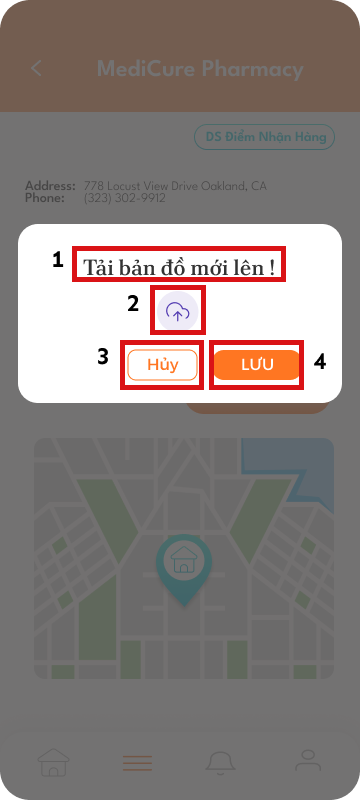 MediCure Pharmacy
DS Điểm Nhận Hàng
Address: 778 Locust View Drive Oakland, CA
Phone: (323) 302-9912
1 Tải bản đồ mới lên !
2
3 Hủy LƯU 4